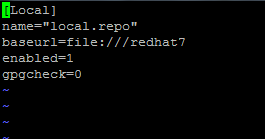 [Local]
name="local.repo"
baseurl=file:///redhat7
enabled=1
gpgcheck=0
~
~
~
~